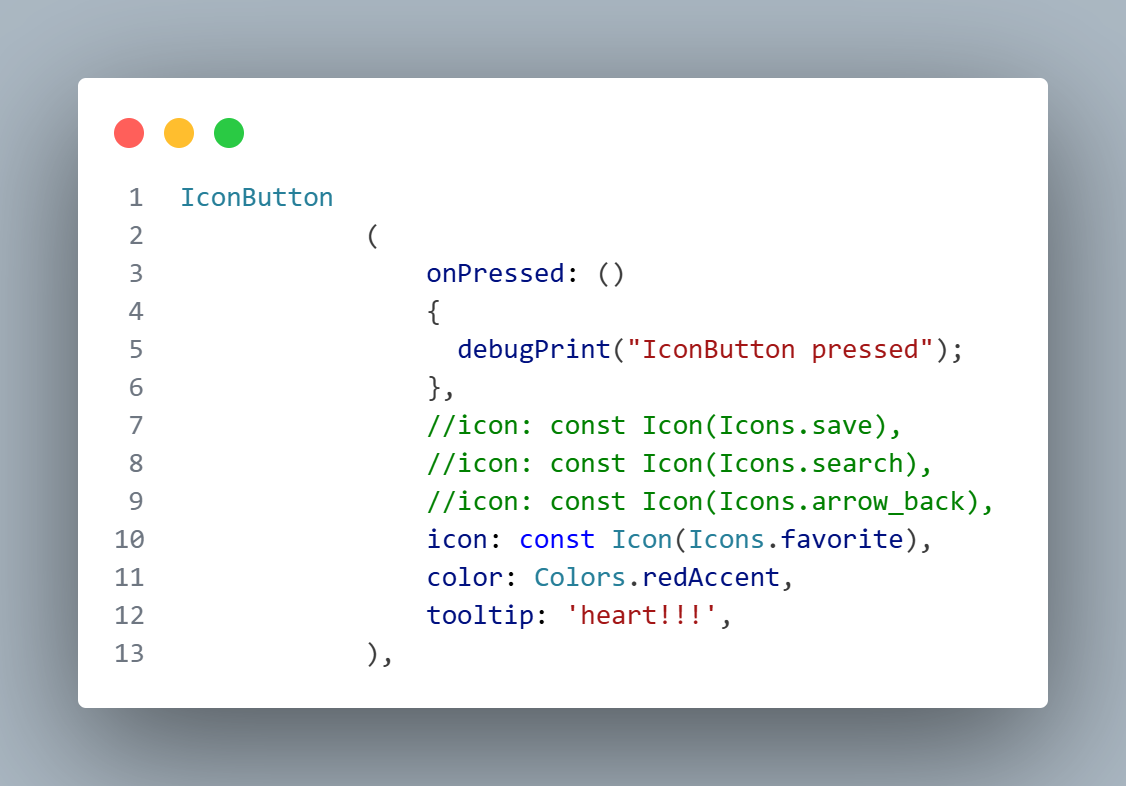 1 IconButton
2 (
3 onPressed: ()
4 {
5 debugPrint("IconButton pressed");
6 },
7 //icon: const Icon(Icons.save),
8 //icon: const Icon(Icons.search),
9 //icon: const Icon(Icons.arrow_back),
10 icon: const Icon(Icons.favorite),
11 color: Colors.redAccent,
12 tooltip: 'heart!!!',
13 ),